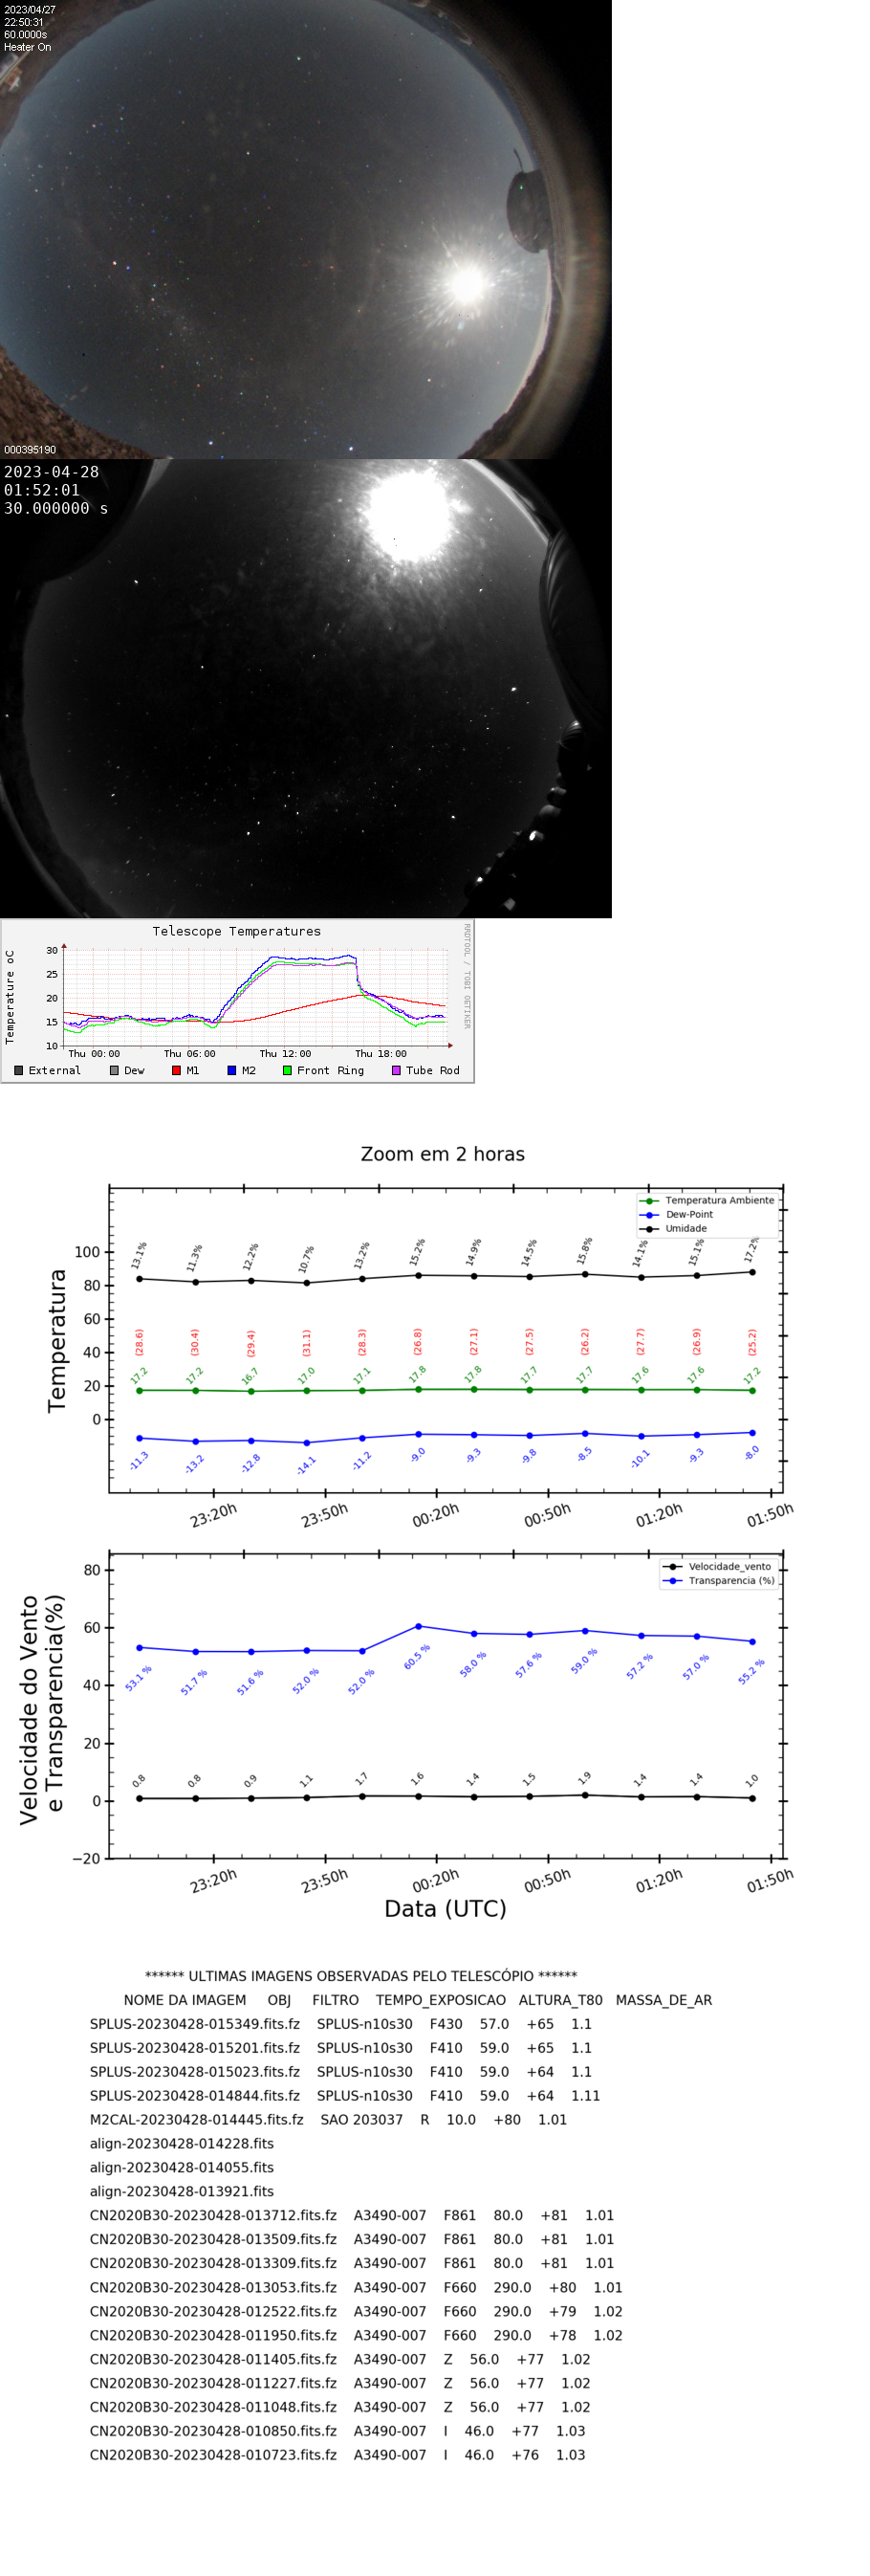 2023/04/27
22:50:31
60.0000s
Heater On
000395190
2023-04-28
01:52:01
30.000000 s
Telescope Temperatures
RRDTOOL / TOBI OETIKER
Temperature oC
30
25
20
15
10
Thu 00:00 Thu 06:00 Thu 12:00 Thu 18:00
External Dew M1 M2 Front Ring Tube Rod
Zoom em 2 horas
Temperatura Ambiente
Dew-Point
Umidade
Temperatura
100
80
60
40
20
0
13.1% 11.3% 12.2% 10.7% 13.2% 15.2% 14.9% 14.5% 15.8% 14.1% 15.1% 17.2%
(28.6) (30.4) (29.4) (31.1) (28.3) (26.8) (27.1) (27.5) (26.2) (27.7) (26.9) (25.2)
17.2 17.2 16.7 17.0 17.1 17.8 17.8 17.7 17.7 17.6 17.6 17.2
-11.3 -13.2 -12.8 -14.1 -11.2 -9.0 -9.3 -9.8 -8.5 -10.1 -9.3 -8.0
23:20h 23:50h 00:20h 00:50h 01:20h 01:50h
Velocidade_vento
Transparencia (%)
Velocidade do Vento
e Transparencia(%)
80
60
40
20
0
−20
53.1 % 51.7 % 51.6 % 52.0 % 52.0 % 60.5 % 58.0 % 57.6 % 59.0 % 57.2 % 57.0 % 55.2 %
0.8 0.8 0.9 1.1 1.7 1.6 1.4 1.5 1.9 1.4 1.4 1.0
23:20h 23:50h 00:20h 00:50h 01:20h 01:50h
Data (UTC)
****** ULTIMAS IMAGENS OBSERVADAS PELO TELESCÓPIO ******
NOME DA IMAGEM OBJ FILTRO TEMPO_EXPOSICAO ALTURA_T80 MASSA_DE_AR
SPLUS-20230428-015349.fits.fz SPLUS-n10s30 F430 57.0 +65 1.1
SPLUS-20230428-015201.fits.fz SPLUS-n10s30 F410 59.0 +65 1.1
SPLUS-20230428-015023.fits.fz SPLUS-n10s30 F410 59.0 +64 1.1
SPLUS-20230428-014844.fits.fz SPLUS-n10s30 F410 59.0 +64 1.11
M2CAL-20230428-014445.fits.fz SAO 203037 R 10.0 +80 1.01
align-20230428-014228.fits
align-20230428-014055.fits
align-20230428-013921.fits
CN2020B30-20230428-013712.fits.fz A3490-007 F861 80.0 +81 1.01
CN2020B30-20230428-013509.fits.fz A3490-007 F861 80.0 +81 1.01
CN2020B30-20230428-013309.fits.fz A3490-007 F861 80.0 +81 1.01
CN2020B30-20230428-013053.fits.fz A3490-007 F660 290.0 +80 1.01
CN2020B30-20230428-012522.fits.fz A3490-007 F660 290.0 +79 1.02
CN2020B30-20230428-011950.fits.fz A3490-007 F660 290.0 +78 1.02
CN2020B30-20230428-011405.fits.fz A3490-007 Z 56.0 +77 1.02
CN2020B30-20230428-011227.fits.fz A3490-007 Z 56.0 +77 1.02
CN2020B30-20230428-011048.fits.fz A3490-007 Z 56.0 +77 1.02
CN2020B30-20230428-010850.fits.fz A3490-007 I 46.0 +77 1.03
CN2020B30-20230428-010723.fits.fz A3490-007 I 46.0 +76 1.03